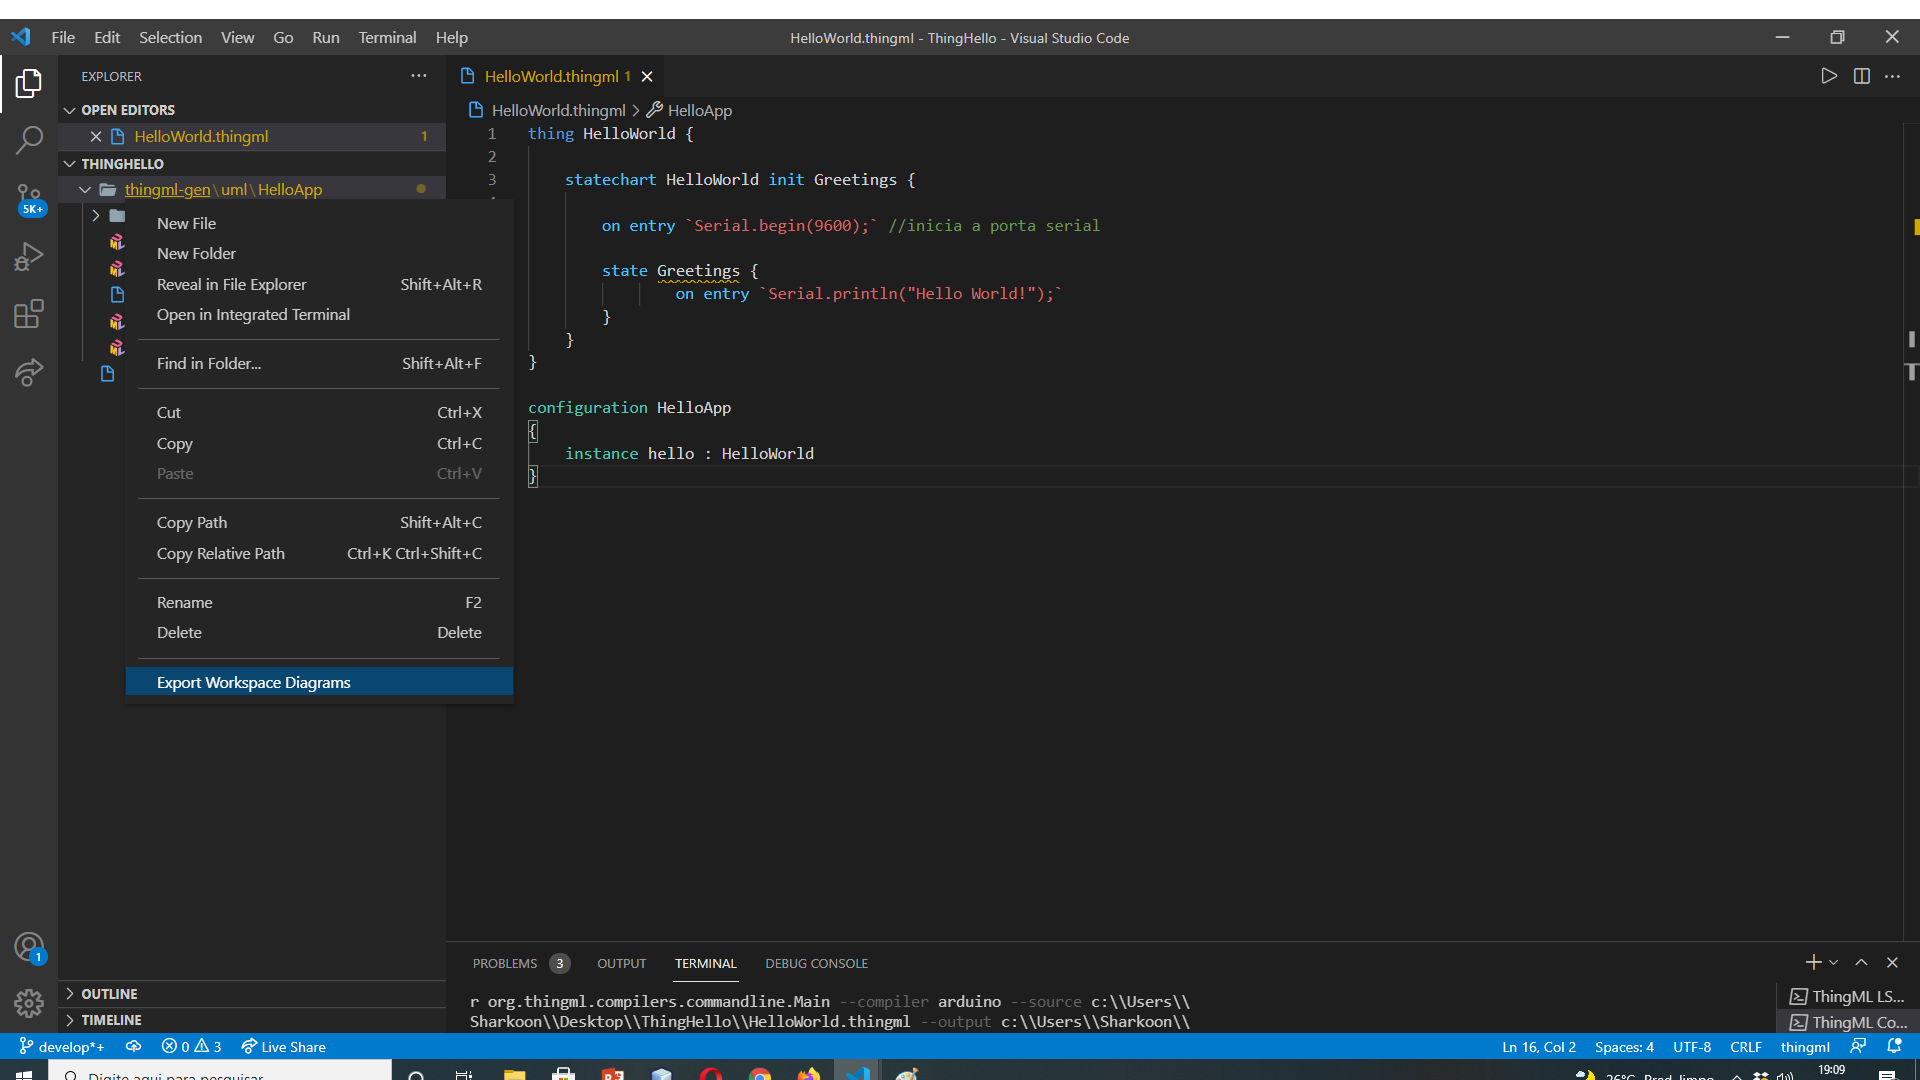 File Edit Selection View Go Run Terminal Help
HelloWorld.thingml - ThingHello - Visual Studio Code
EXPLORER
OPEN EDITORS
HelloWorld.thingml 1
THINGHELLO
thingml-gen\uml\HelloApp
New File
New Folder
Reveal in File Explorer Shift+Alt+R
Open in Integrated Terminal
Find in Folder... Shift+Alt+F
Cut Ctrl+X
Copy Ctrl+C
Paste Ctrl+V
Copy Path Shift+Alt+C
Copy Relative Path Ctrl+K Ctrl+Shift+C
Rename F2
Delete Delete
Export Workspace Diagrams
OUTLINE
TIMELINE
5K+
1
HelloWorld.thingml 1
HelloWorld.thingml > HelloApp
1 thing HelloWorld {
2
3 statechart HelloWorld init Greetings {
on entry `Serial.begin(9600);` //inicia a porta serial
state Greetings {
on entry `Serial.println("Hello World!");`
}
}
}
configuration HelloApp
{
instance hello : HelloWorld
}
PROBLEMS 3 OUTPUT TERMINAL DEBUG CONSOLE
r org.thingml.compilers.commandline.Main --compiler arduino --source c:\\Users\\
Sharkoon\\Desktop\\ThingHello\\HelloWorld.thingml --output c:\\Users\\Sharkoon\\
ThingML LS...
ThingML Co...
develop*+ 0 3 Live Share
Ln 16, Col 2 Spaces: 4 UTF-8 CRLF thingml
Digite aqui para pesquisar
26°C Pred. limpo
19:09